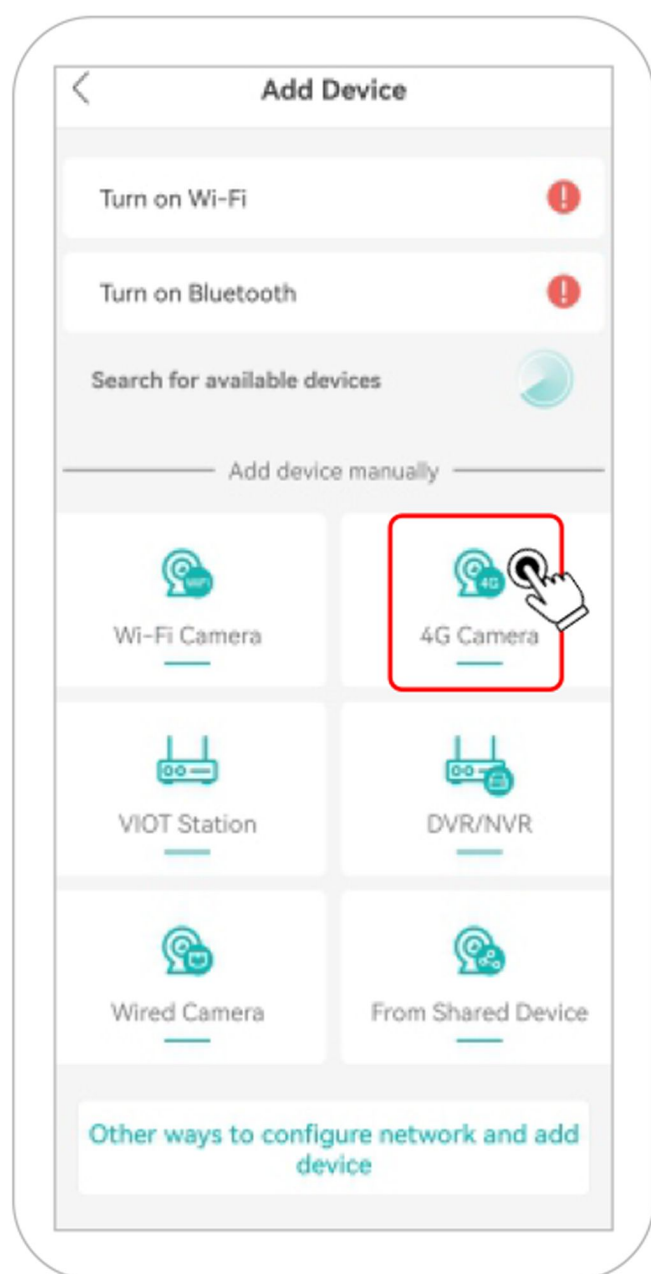 Add Device
Turn on Wi-Fi
Turn on Bluetooth
Search for available devices
Add device manually
WIFI
4G
Wi-Fi Camera
4G Camera
VIOT Station
DVR/NVR
Wired Camera
From Shared Device
Other ways to configure network and add
device